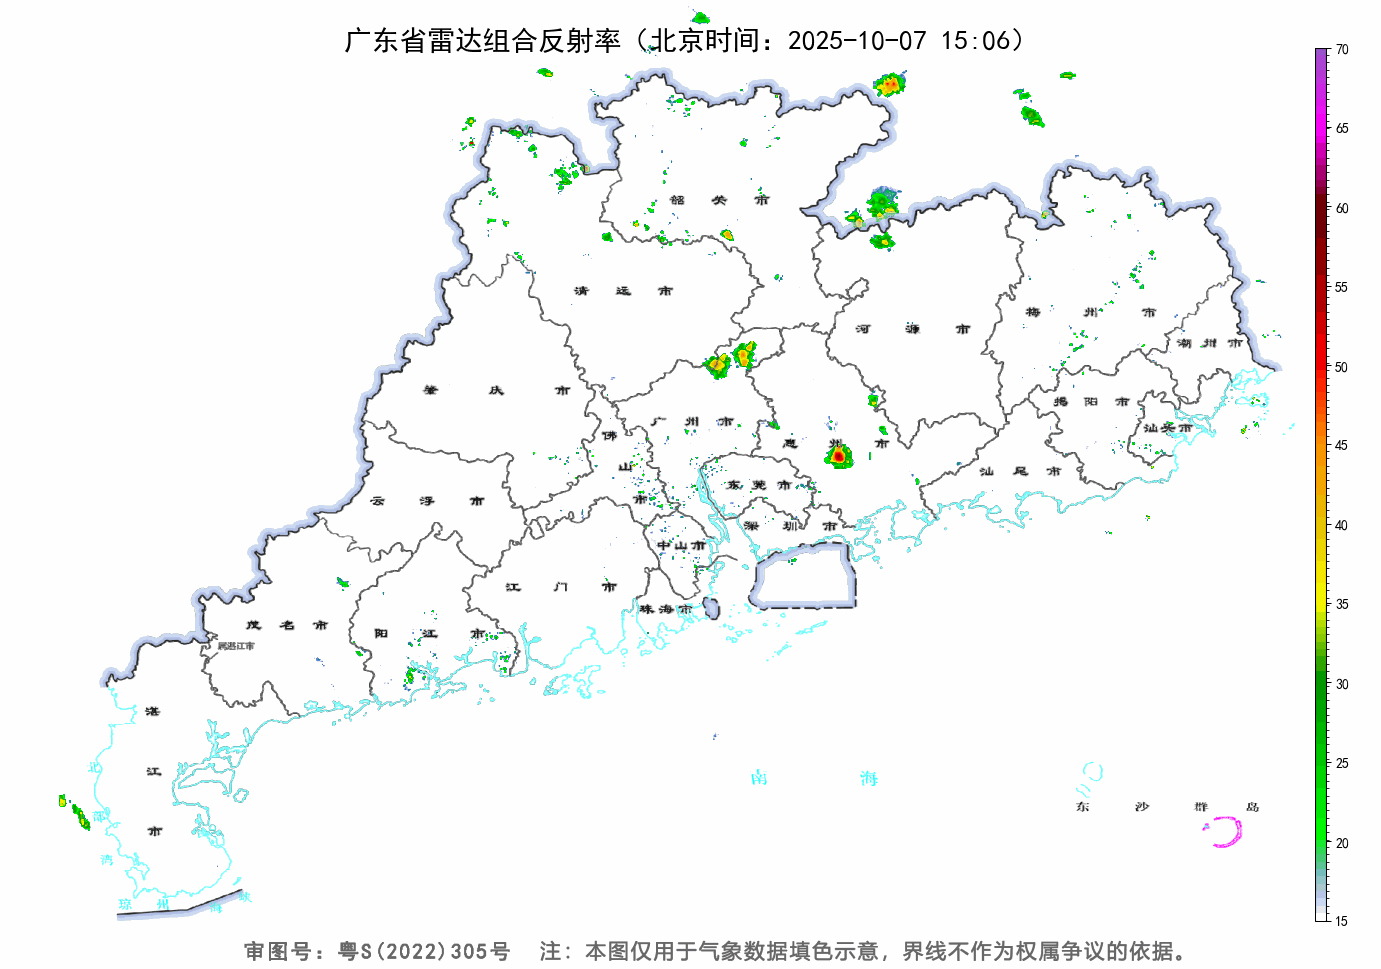 广东省雷达组合反射率（北京时间：2025-10-07 15:06）
70
65
60
55
50
45
40
35
30
25
20
15
韶关市
清远市
河源市
梅州市
潮州市
肇庆市
广州市
揭阳市
汕头市
佛山市
惠州市
汕尾市
云浮市
东莞市
深圳市
中山市
江门市
珠海市
茂名市
阳江市
属湛江市
湛江市
北部湾
南海
东沙群岛
琼州海峡
审图号：粤S(2022)305号 注：本图仅用于气象数据填色示意，界线不作为权属争议的依据。